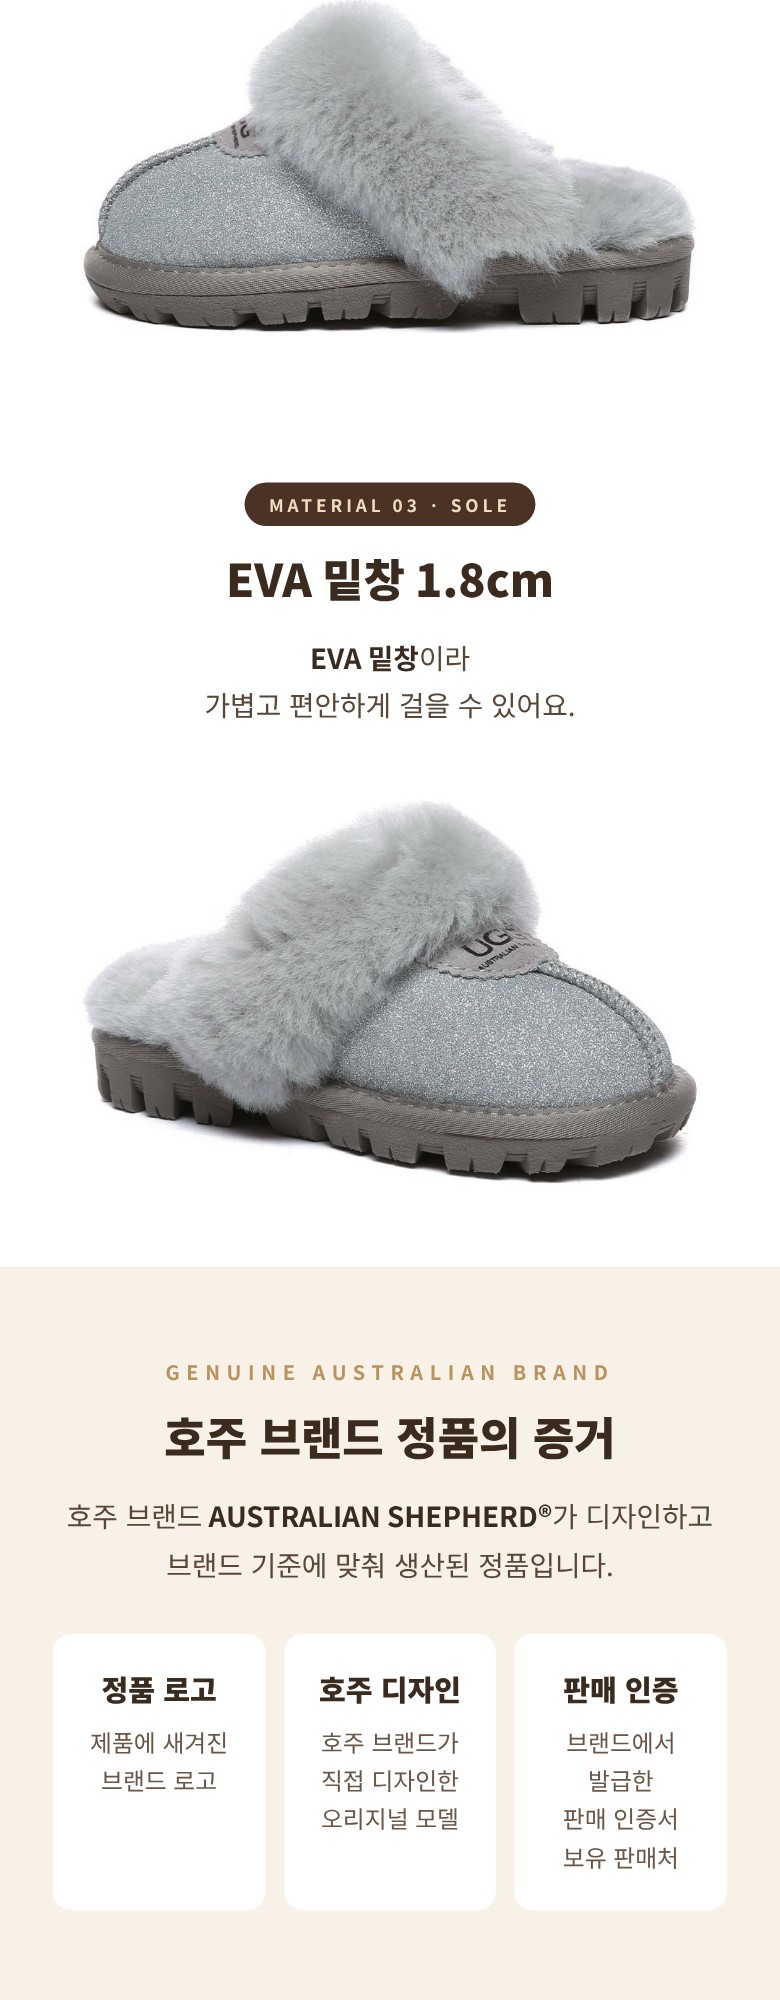 MATERIAL 03 · SOLE
EVA 밑창 1.8cm
EVA 밑창이라
가볍고 편안하게 걸을 수 있어요.
AUSTRALIAN
GENUINE AUSTRALIAN BRAND
호주 브랜드 정품의 증거
호주 브랜드 AUSTRALIAN SHEPHERD®가 디자인하고
브랜드 기준에 맞춰 생산된 정품입니다.
정품 로고
제품에 새겨진
브랜드 로고
호주 디자인
호주 브랜드가
직접 디자인한
오리지널 모델
판매 인증
브랜드에서
발급한
판매 인증서
보유 판매처